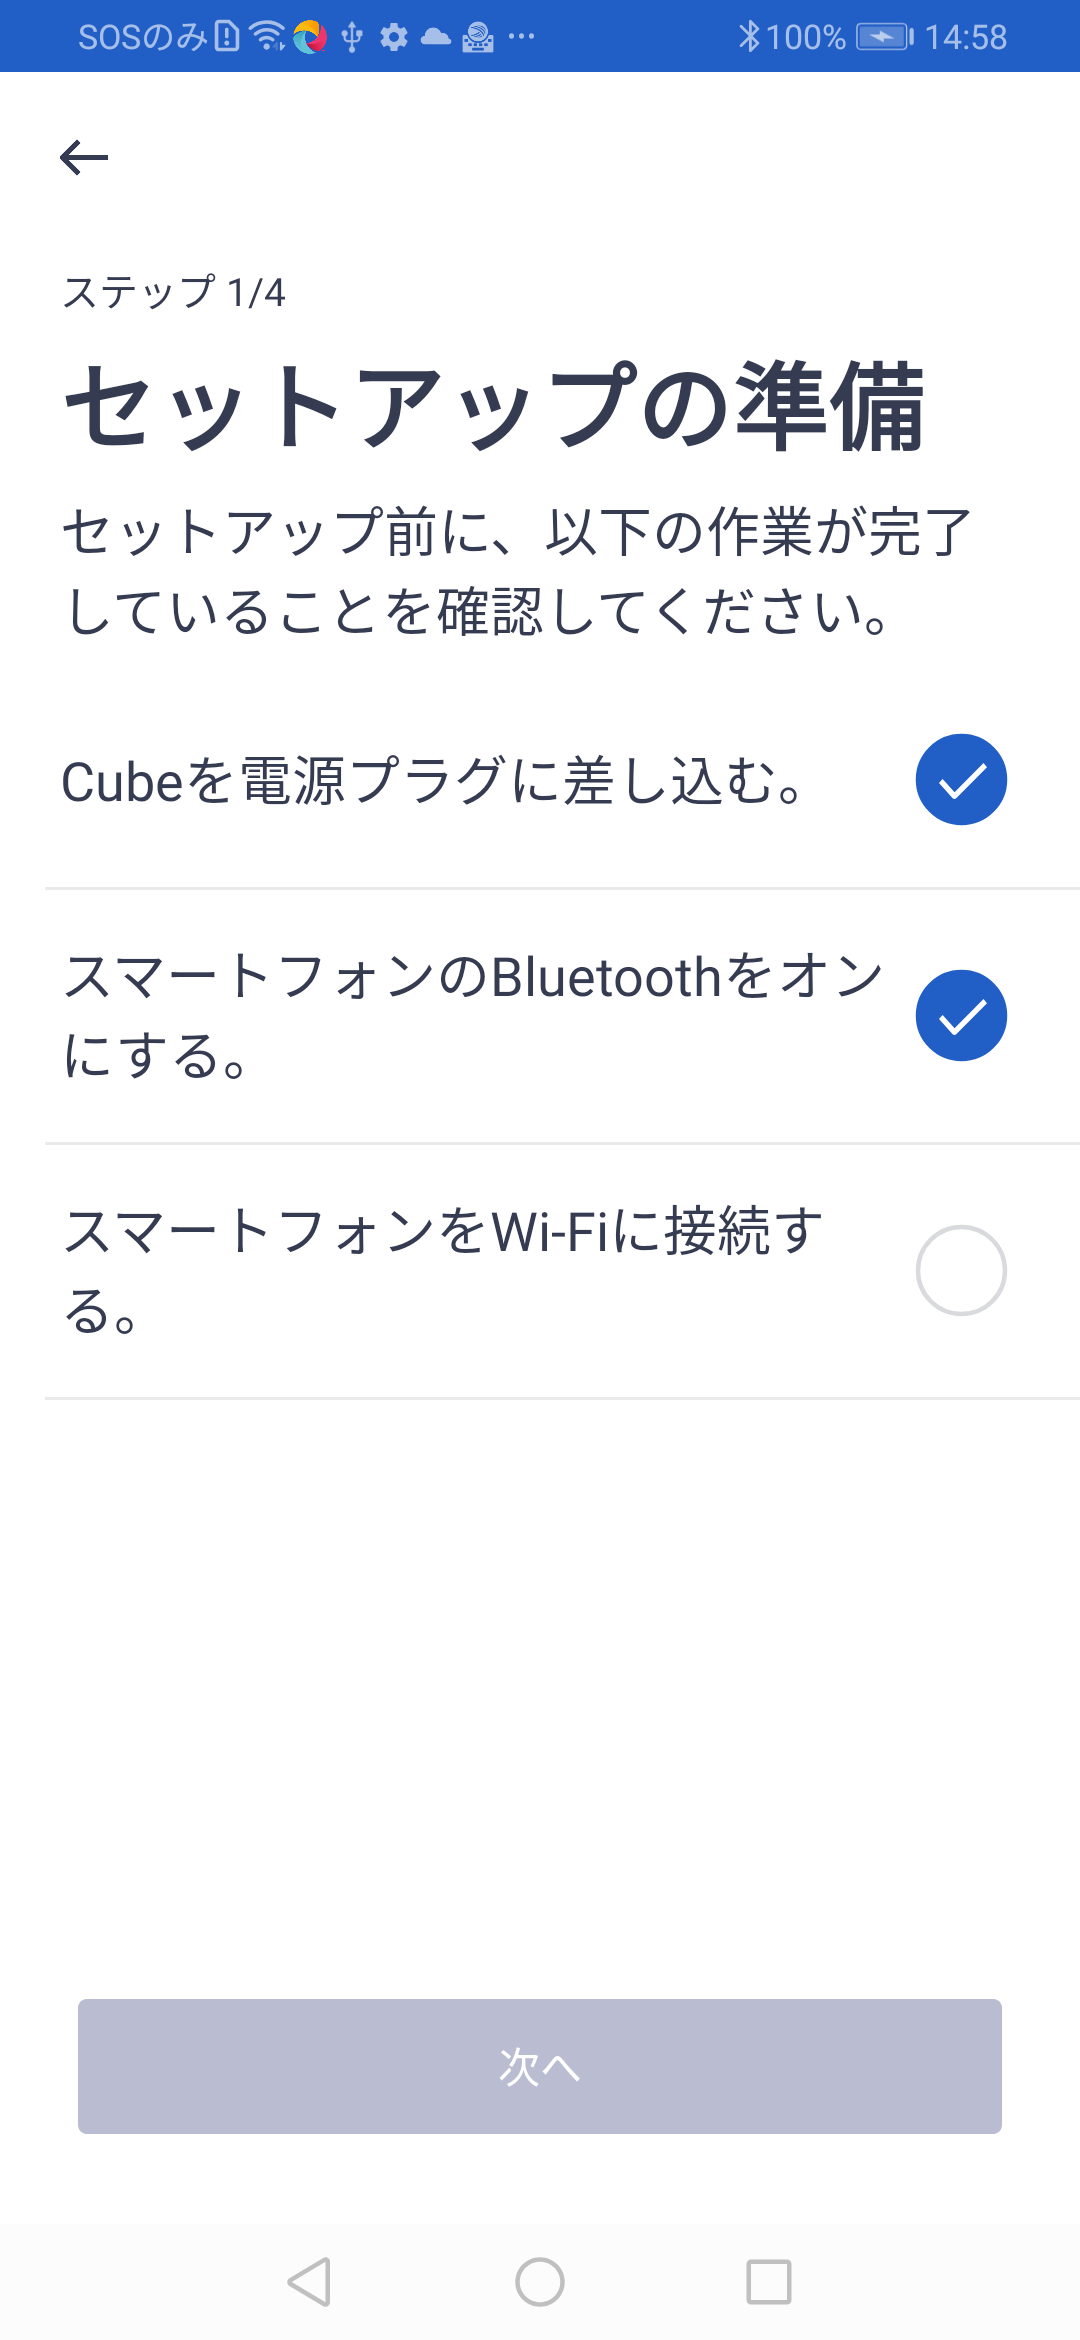 SOSのみ 100% 14:58
ステップ 1/4
セットアップの準備
セットアップ前に、以下の作業が完了
していることを確認してください。
Cubeを電源プラグに差し込む。
スマートフォンのBluetoothをオン
にする。
スマートフォンをWi-Fiに接続す
る。
次へ